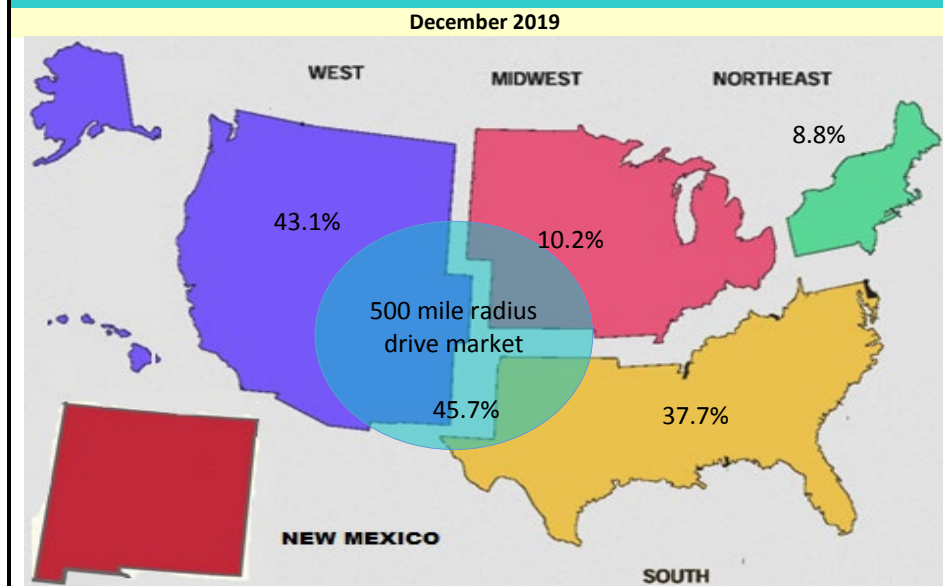 December 2019
WEST
MIDWEST
NORTHEAST
8.8%
43.1%
10.2%
500 mile radius
drive market
45.7%
37.7%
NEW MEXICO
SOUTH